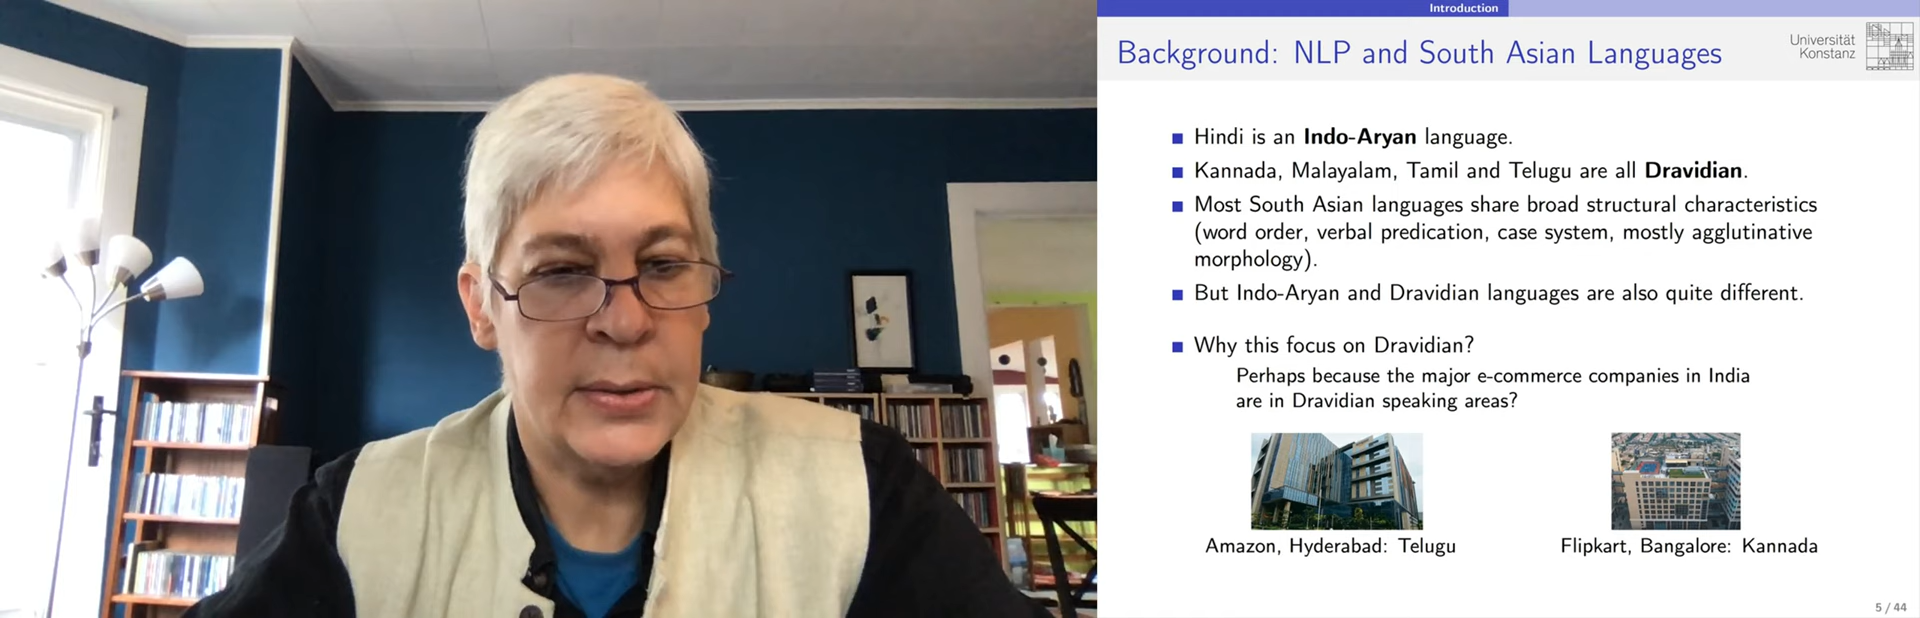 Introduction
Background: NLP and South Asian Languages
Universität
Konstanz
Hindi is an Indo-Aryan language.
Kannada, Malayalam, Tamil and Telugu are all Dravidian.
Most South Asian languages share broad structural characteristics
(word order, verbal predication, case system, mostly agglutinative
morphology).
But Indo-Aryan and Dravidian languages are also quite different.
Why this focus on Dravidian?
Perhaps because the major e-commerce companies in India
are in Dravidian speaking areas?
Amazon, Hyderabad: Telugu
Flipkart, Bangalore: Kannada
5 / 44